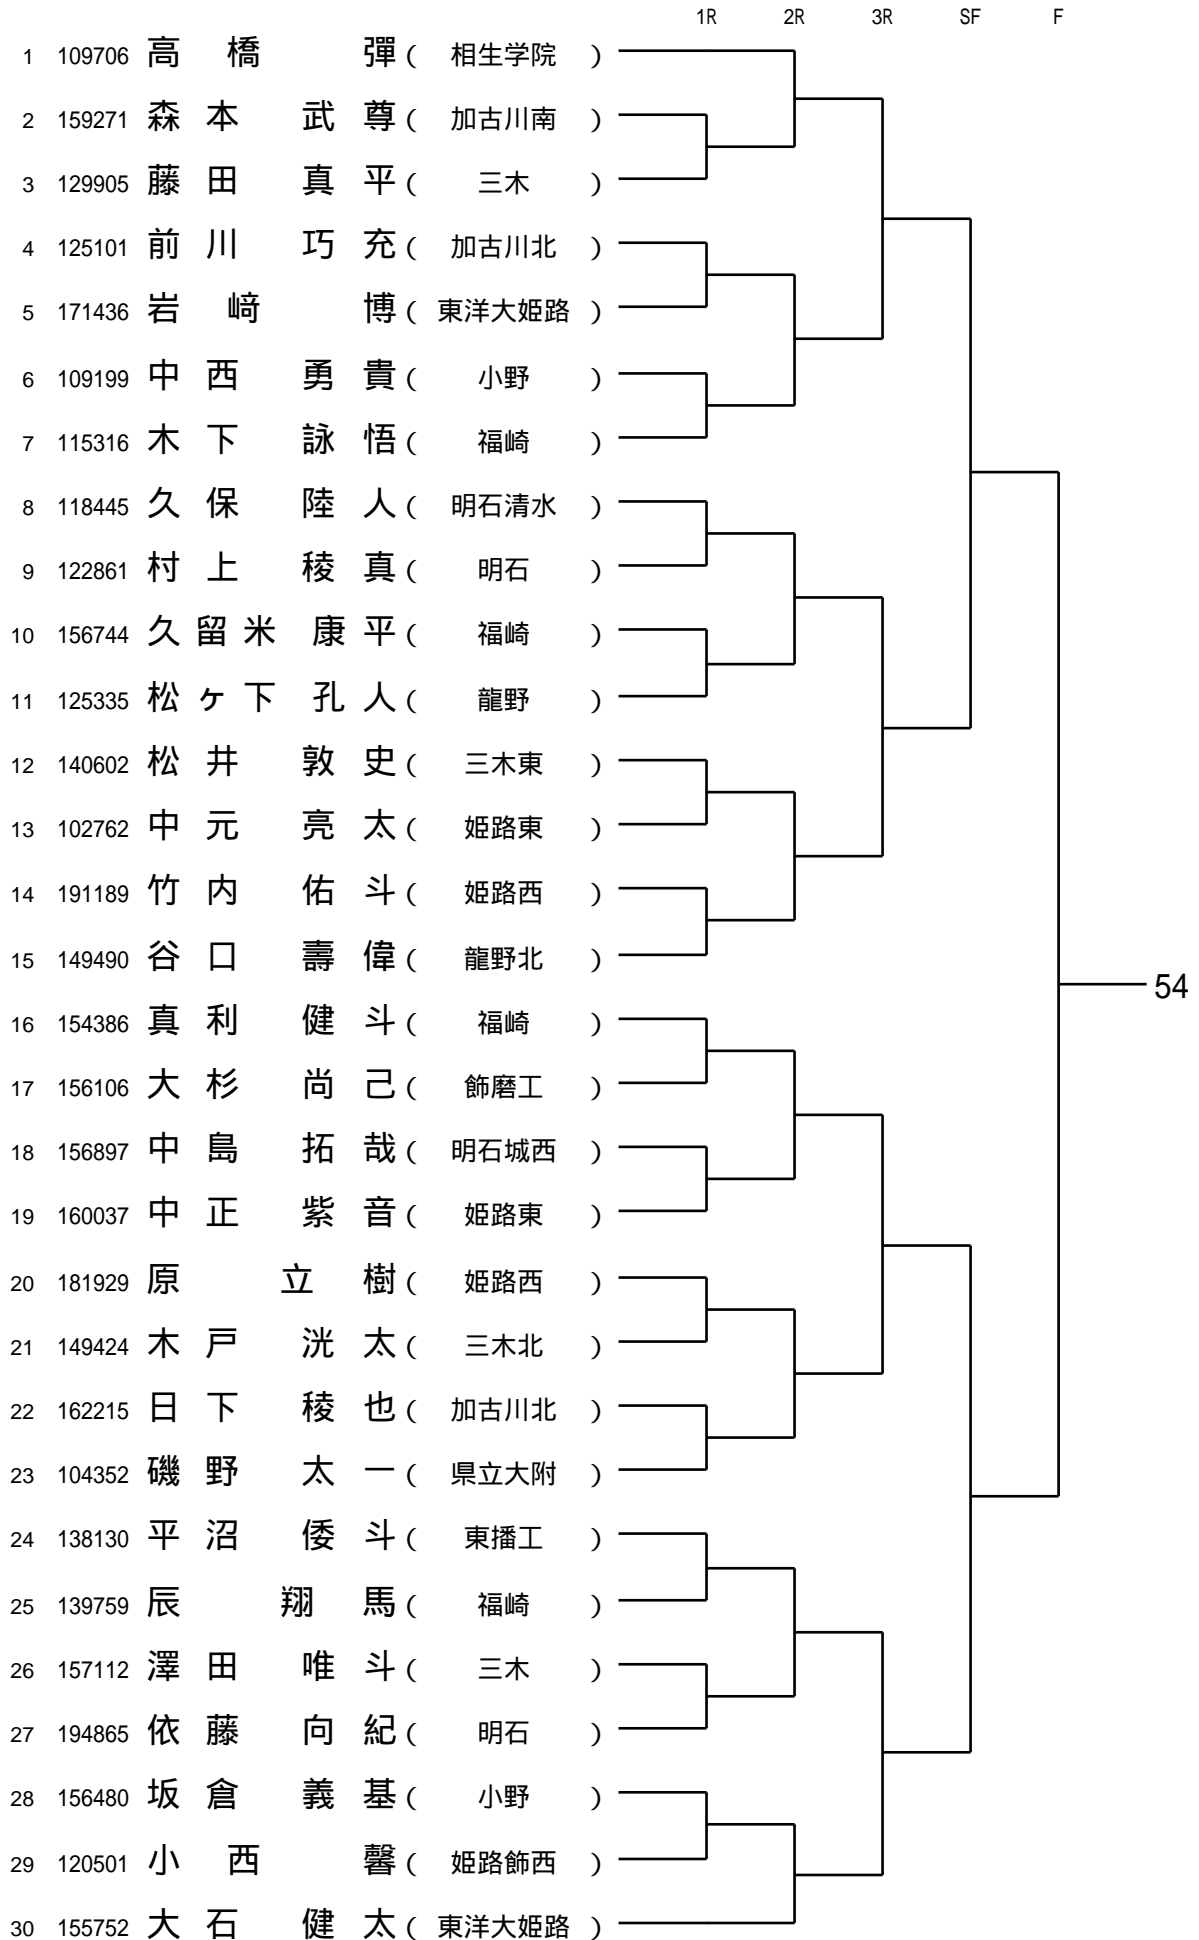 1R 2R 3R SF F
1 109706 高橋 彈 ( 相生学院 )
2 159271 森本 武尊 ( 加古川南 )
3 129905 藤田 真平 ( 三木 )
4 125101 前川 巧充 ( 加古川北 )
5 171436 岩﨑 博 ( 東洋大姫路 )
6 109199 中西 勇貴 ( 小野 )
7 115316 木下 詠悟 ( 福崎 )
8 118445 久保 陸人 ( 明石清水 )
9 122861 村上 稜真 ( 明石 )
10 156744 久留米 康平 ( 福崎 )
11 125335 松ヶ下 孔人 ( 龍野 )
12 140602 松井 敦史 ( 三木東 )
13 102762 中元 亮太 ( 姫路東 )
14 191189 竹内 佑斗 ( 姫路西 )
15 149490 谷口 壽偉 ( 龍野北 )
54
16 154386 真利 健斗 ( 福崎 )
17 156106 大杉 尚己 ( 飾磨工 )
18 156897 中島 拓哉 ( 明石城西 )
19 160037 中正 紫音 ( 姫路東 )
20 181929 原 立樹 ( 姫路西 )
21 149424 木戸 洸太 ( 三木北 )
22 162215 日下 稜也 ( 加古川北 )
23 104352 磯野 太一 ( 県立大附 )
24 138130 平沼 倭斗 ( 東播工 )
25 139759 辰 翔馬 ( 福崎 )
26 157112 澤田 唯斗 ( 三木 )
27 194865 依藤 向紀 ( 明石 )
28 156480 坂倉 義基 ( 小野 )
29 120501 小西 馨 ( 姫路飾西 )
30 155752 大石 健太 ( 東洋大姫路 )